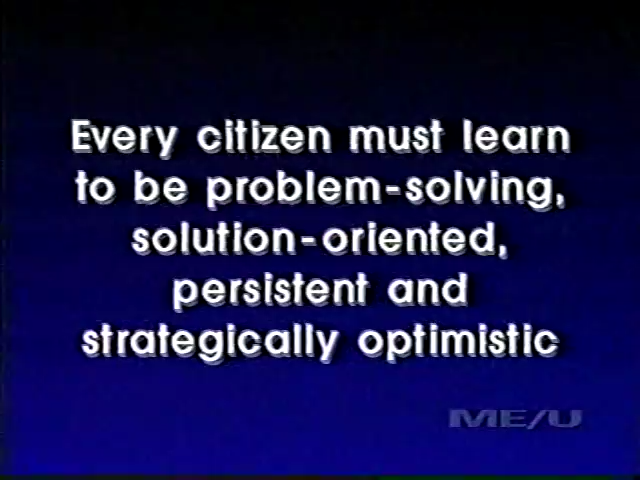 Every citizen must learn
to be problem-solving,
solution-oriented,
persistent and
strategically optimistic
ME/U